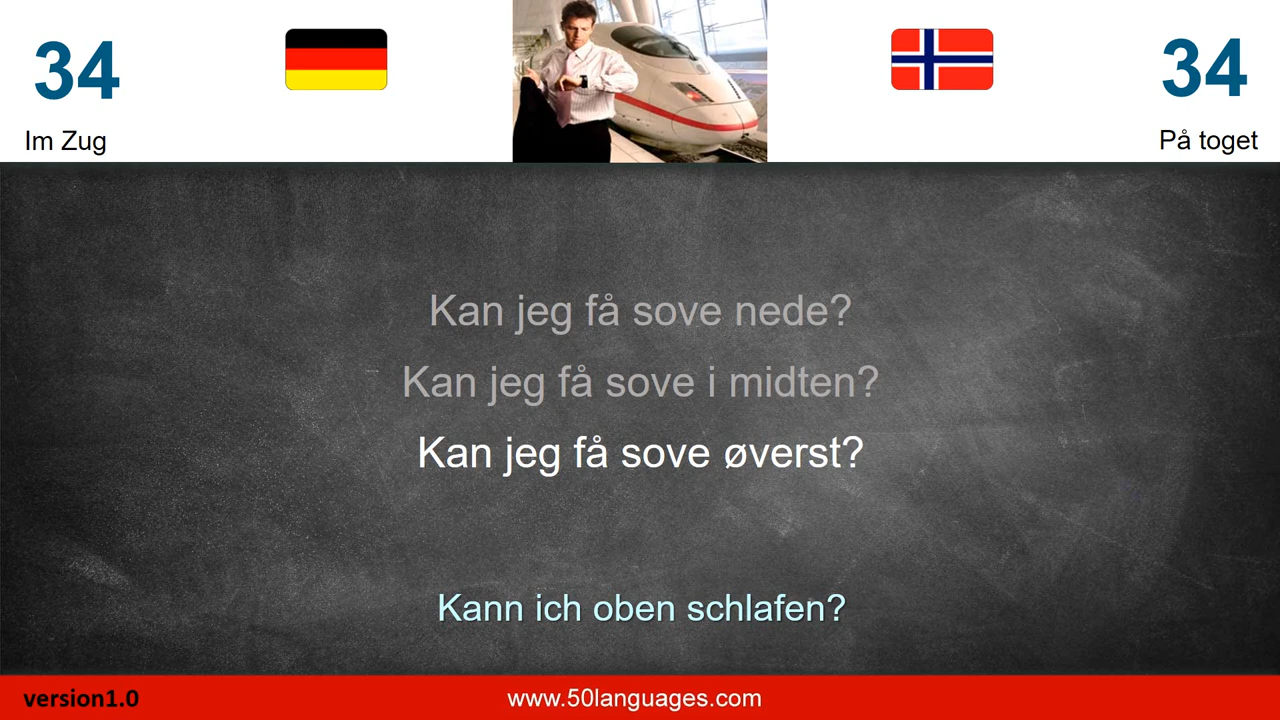 34
34
Im Zug
På toget
Kan jeg få sove nede?
Kan jeg få sove i midten?
Kan jeg få sove øverst?
Kann ich oben schlafen?
version1.0
www.50languages.com